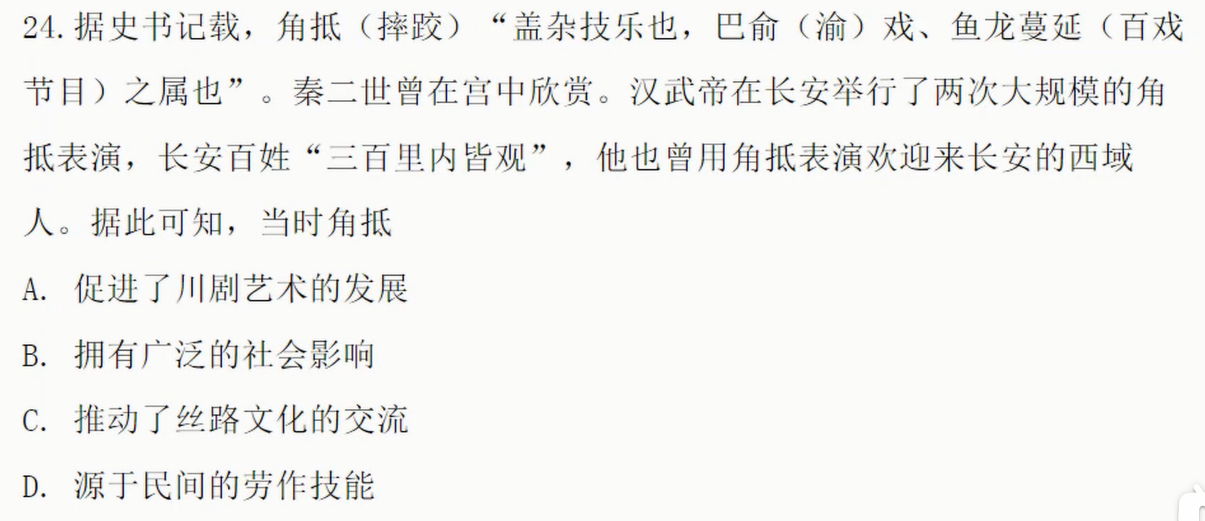 24.据史书记载，角抵（摔跤）“盖杂技乐也，巴俞（渝）戏、鱼龙蔓延（百戏
节目）之属也”。秦二世曾在宫中欣赏。汉武帝在长安举行了两次大规模的角
抵表演，长安百姓“三百里内皆观”，他也曾用角抵表演欢迎来长安的西域
人。据此可知，当时角抵
A. 促进了川剧艺术的发展
B. 拥有广泛的社会影响
C. 推动了丝路文化的交流
D. 源于民间的劳作技能